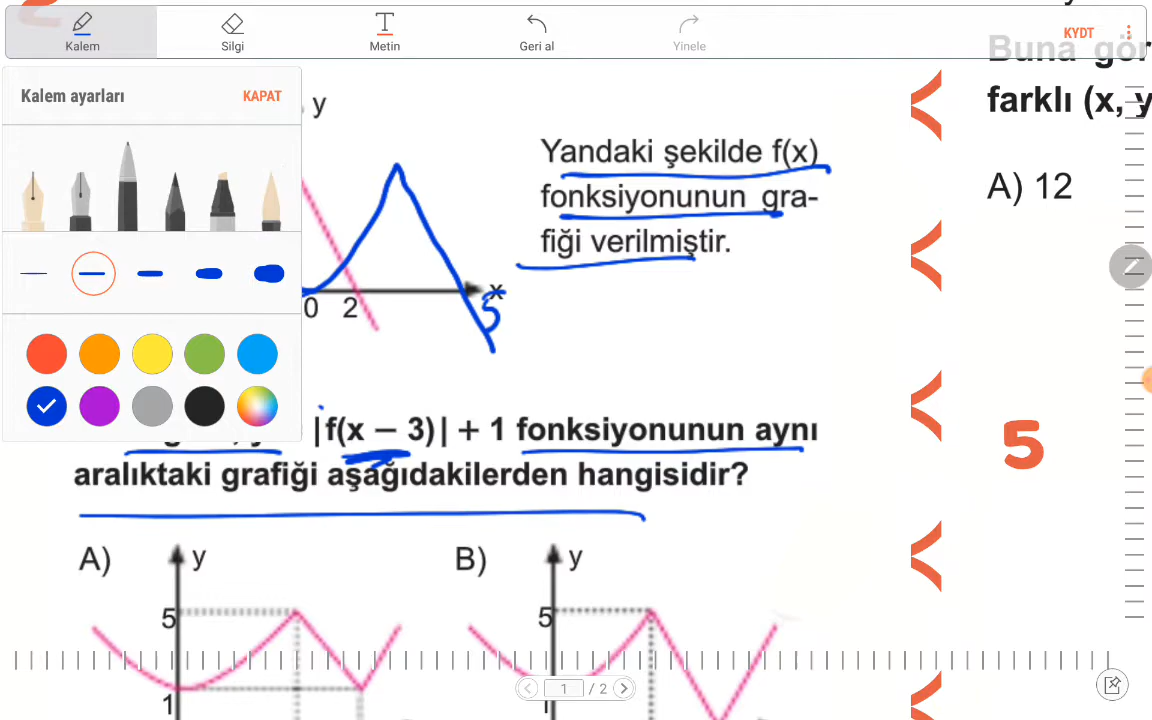 Kalem
Silgi
Metin
Geri al
Yinele
KYDT
Kalem ayarları
KAPAT
y
Yandaki şekilde f(x)
fonksiyonunun gra-
fiği verilmiştir.
x
0 2
5
|f(x − 3)| + 1 fonksiyonunun aynı
aralıktaki grafiği aşağıdakilerden hangisidir?
A)
y
5
1
B)
y
5
1 / 2
Buna gör
farklı (x, y
A) 12
5